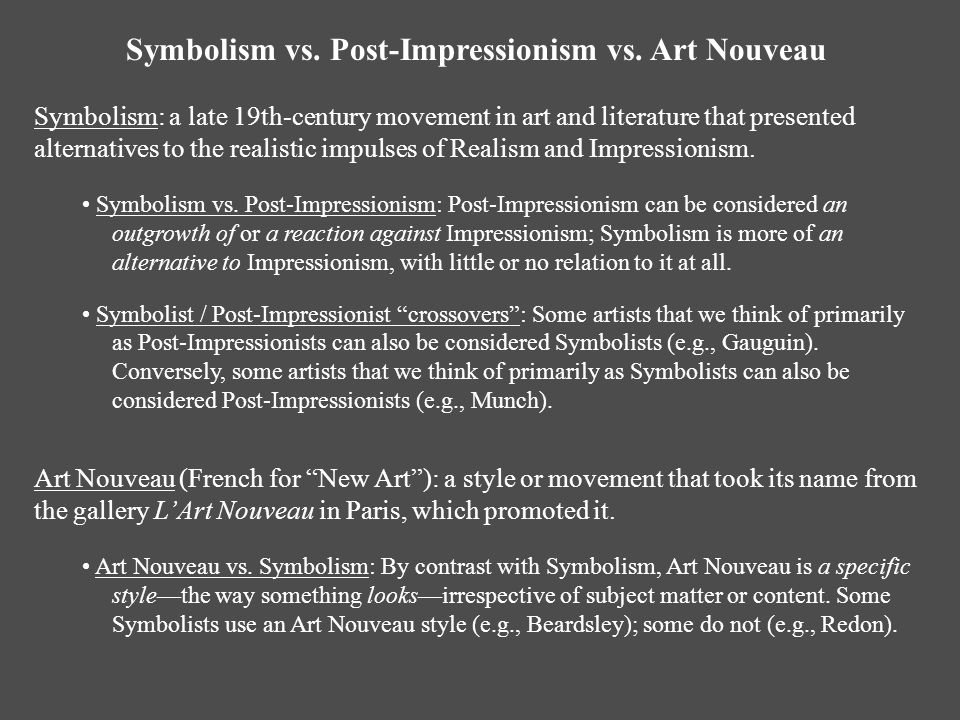 Symbolism vs. Post-Impressionism vs. Art Nouveau
Symbolism: a late 19th-century movement in art and literature that presented
alternatives to the realistic impulses of Realism and Impressionism.
• Symbolism vs. Post-Impressionism: Post-Impressionism can be considered an
outgrowth of or a reaction against Impressionism; Symbolism is more of an
alternative to Impressionism, with little or no relation to it at all.
• Symbolist / Post-Impressionist “crossovers”: Some artists that we think of primarily
as Post-Impressionists can also be considered Symbolists (e.g., Gauguin).
Conversely, some artists that we think of primarily as Symbolists can also be
considered Post-Impressionists (e.g., Munch).
Art Nouveau (French for “New Art”): a style or movement that took its name from
the gallery L’Art Nouveau in Paris, which promoted it.
• Art Nouveau vs. Symbolism: By contrast with Symbolism, Art Nouveau is a specific
style—the way something looks—irrespective of subject matter or content. Some
Symbolists use an Art Nouveau style (e.g., Beardsley); some do not (e.g., Redon).